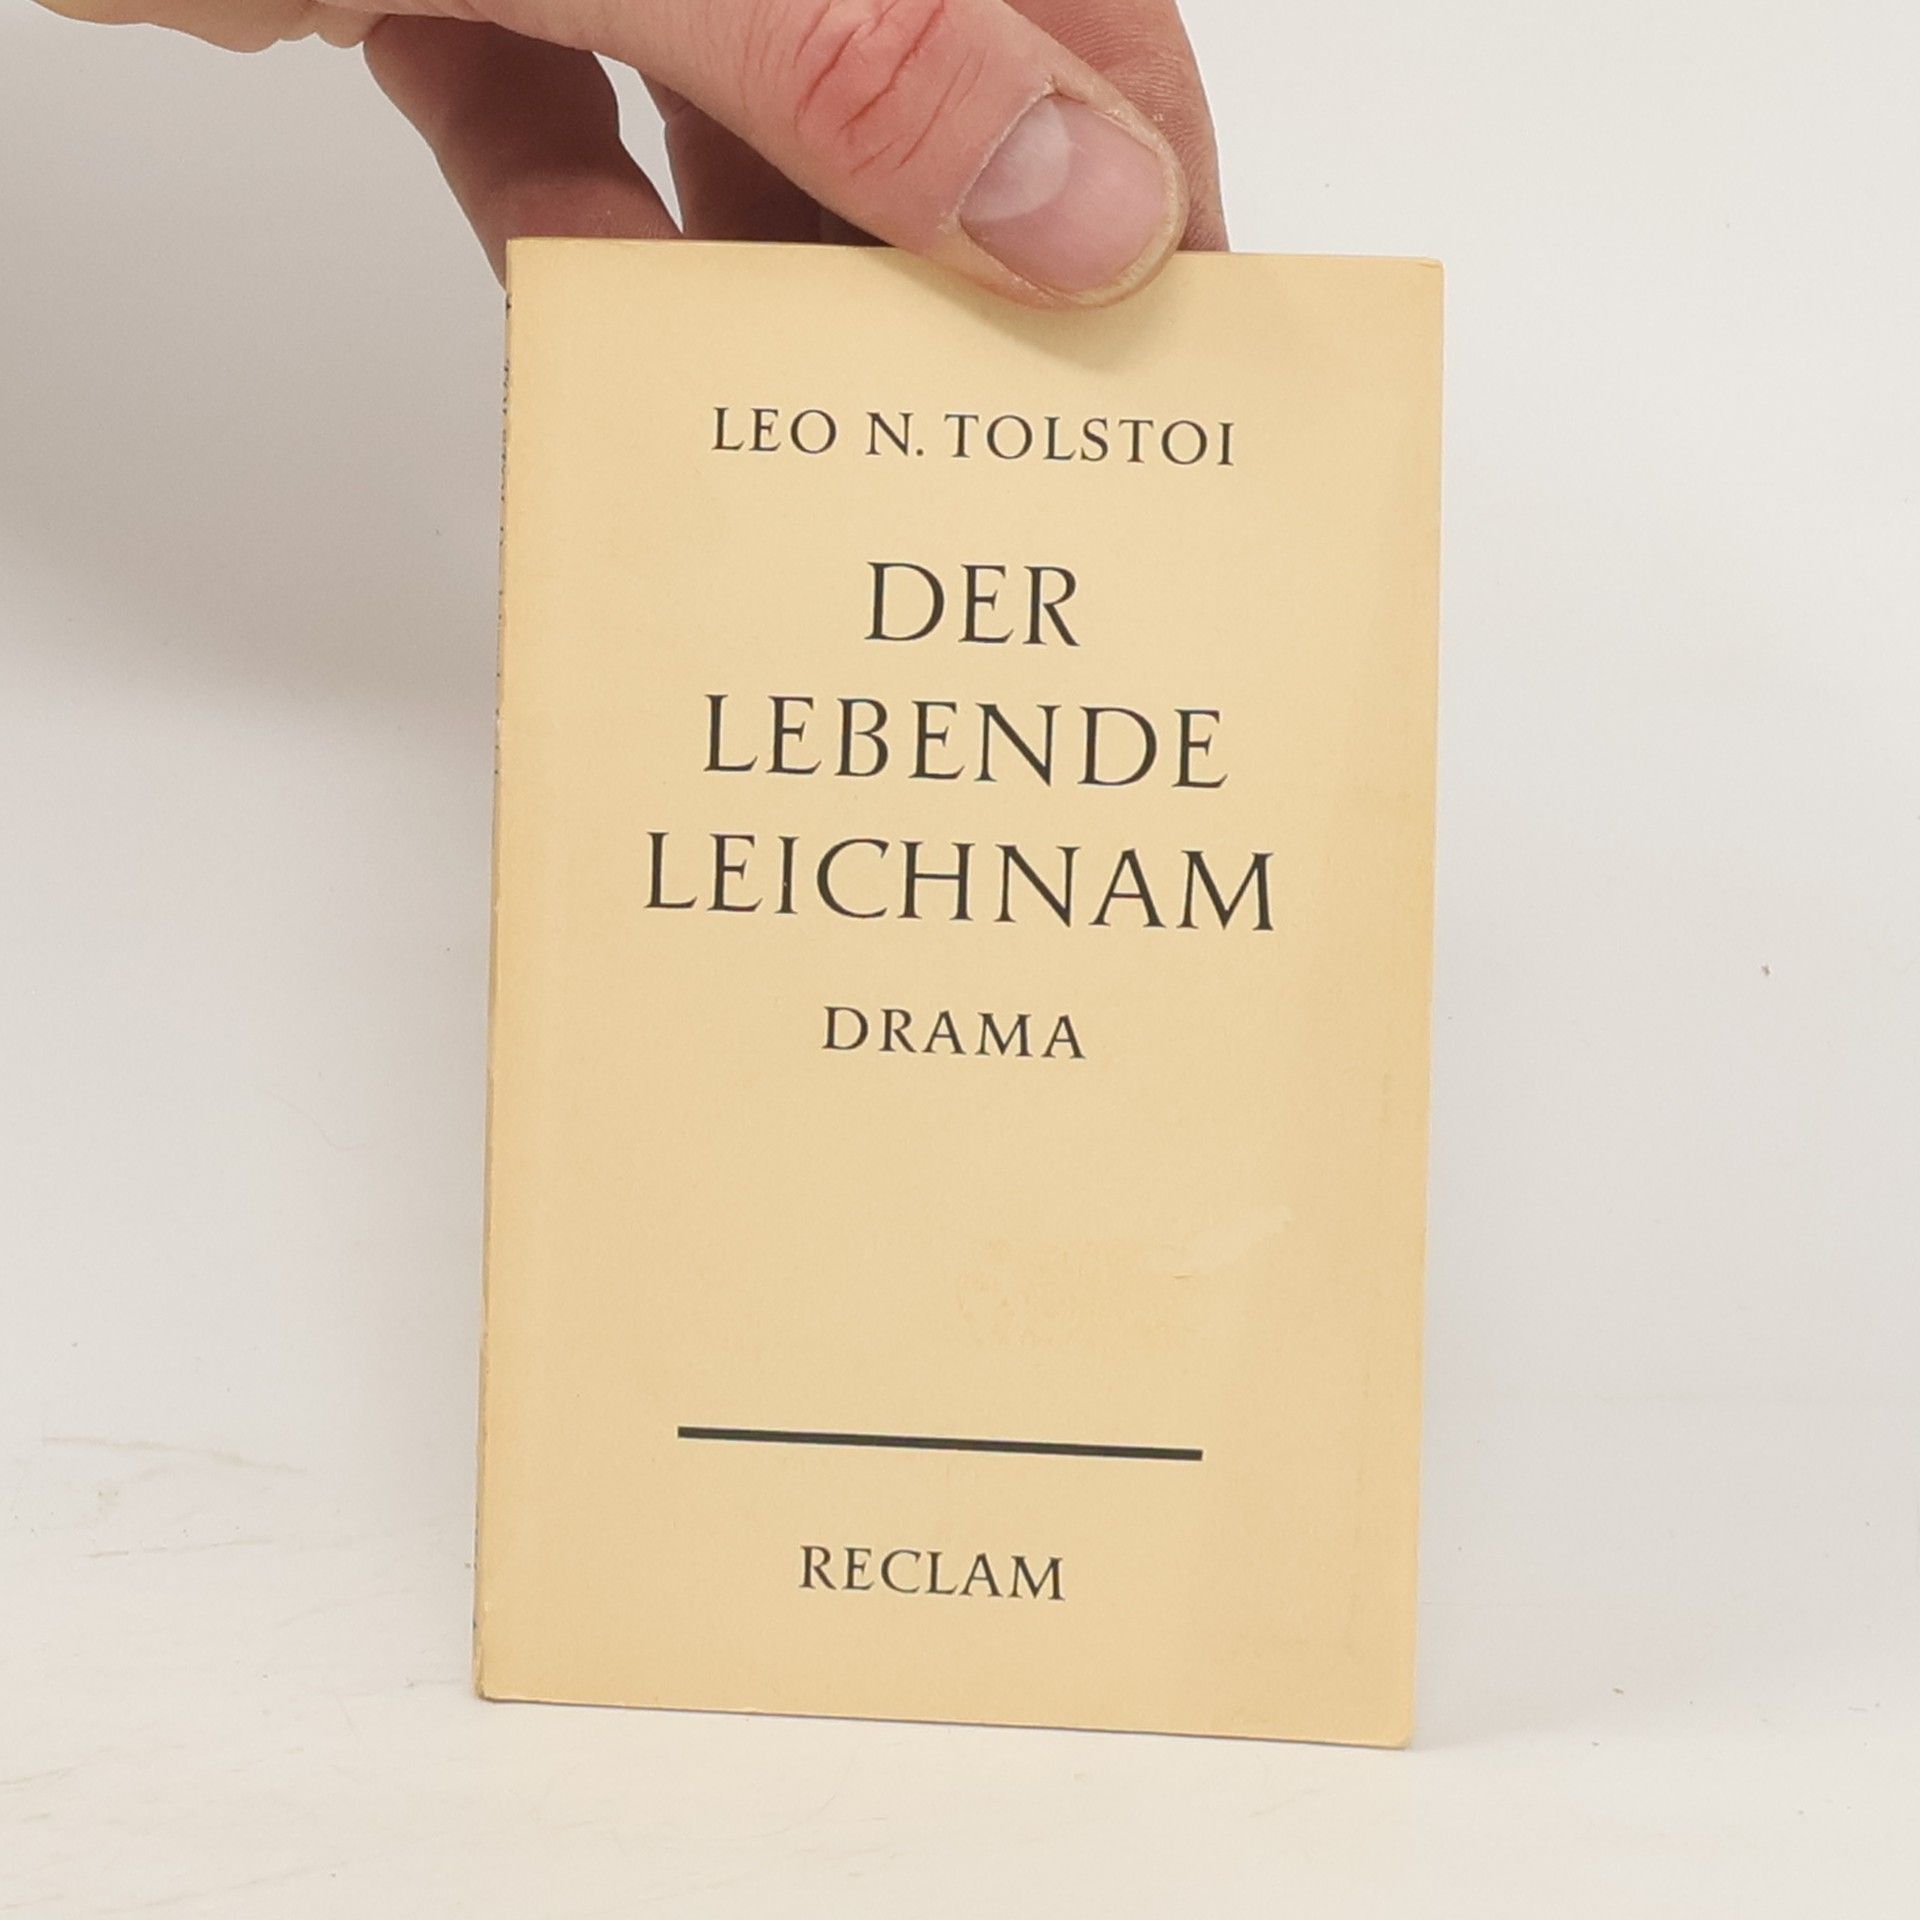 LEO N. TOLSTOI
DER
LEBENDE
LEICHNAM
DRAMA
RECLAM